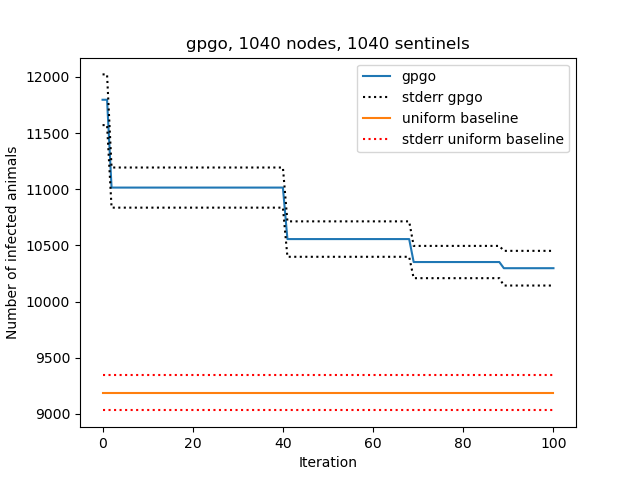 gpgo, 1040 nodes, 1040 sentinels
gpgo
stderr gpgo
uniform baseline
stderr uniform baseline
Number of infected animals
12000
11500
11000
10500
10000
9500
9000
0 20 40 60 80 100
Iteration